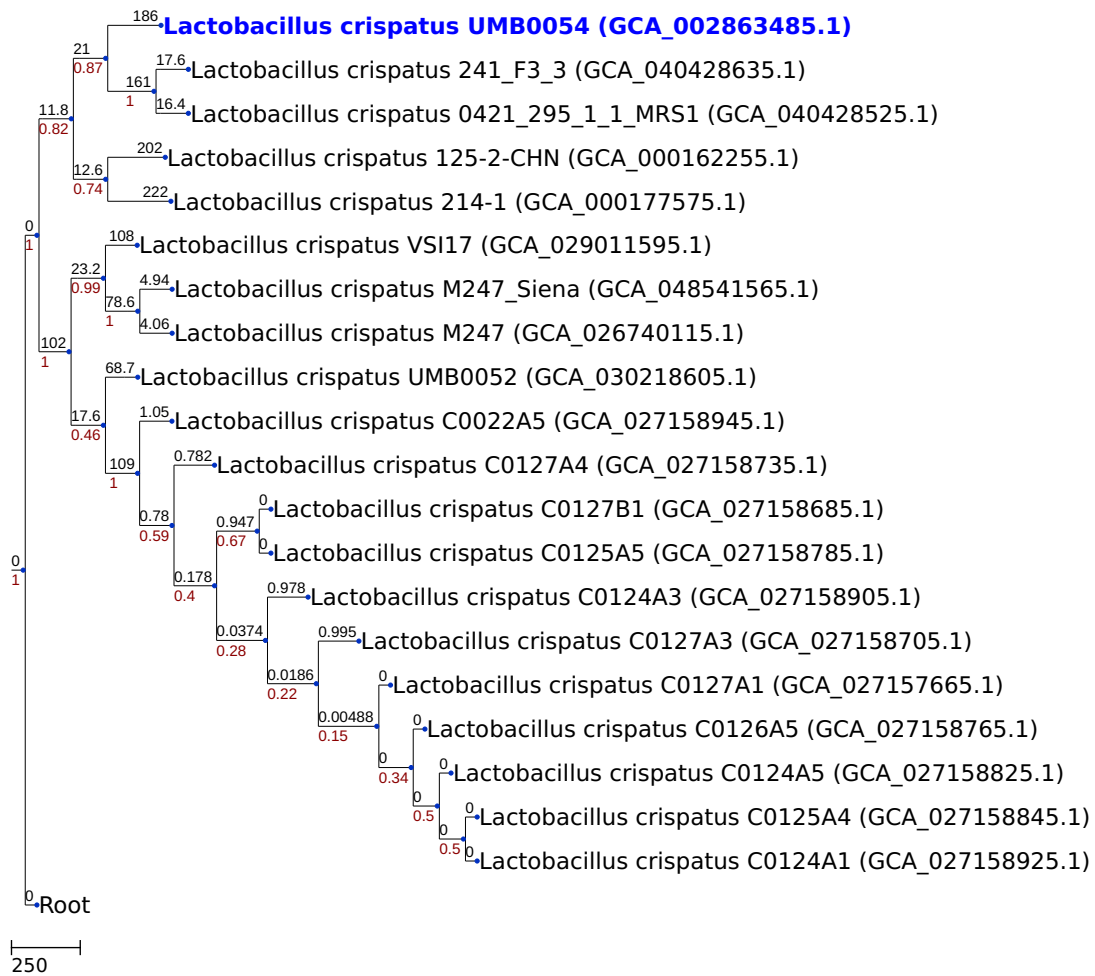 186 Lactobacillus crispatus UMB0054 (GCA_002863485.1)
21
0.87
17.6 Lactobacillus crispatus 241_F3_3 (GCA_040428635.1)
161
1
16.4 Lactobacillus crispatus 0421_295_1_1_MRS1 (GCA_040428525.1)
11.8
0.82
202 Lactobacillus crispatus 125-2-CHN (GCA_000162255.1)
12.6
0.74
222 Lactobacillus crispatus 214-1 (GCA_000177575.1)
0
1
108 Lactobacillus crispatus VSI17 (GCA_029011595.1)
23.2
0.99
4.94 Lactobacillus crispatus M247_Siena (GCA_048541565.1)
78.6
1
4.06 Lactobacillus crispatus M247 (GCA_026740115.1)
102
1
68.7 Lactobacillus crispatus UMB0052 (GCA_030218605.1)
17.6
0.46
1.05 Lactobacillus crispatus C0022A5 (GCA_027158945.1)
109
1
0.782 Lactobacillus crispatus C0127A4 (GCA_027158735.1)
0.78
0.59
0 Lactobacillus crispatus C0127B1 (GCA_027158685.1)
0.947
0.67
0 Lactobacillus crispatus C0125A5 (GCA_027158785.1)
0
1
0.178
0.4
0.978 Lactobacillus crispatus C0124A3 (GCA_027158905.1)
0.0374
0.28
0.995 Lactobacillus crispatus C0127A3 (GCA_027158705.1)
0.0186
0.22
0 Lactobacillus crispatus C0127A1 (GCA_027157665.1)
0.00488
0.15
0 Lactobacillus crispatus C0126A5 (GCA_027158765.1)
0
0.34
0 Lactobacillus crispatus C0124A5 (GCA_027158825.1)
0
0.5
0 Lactobacillus crispatus C0125A4 (GCA_027158845.1)
0
0.5
0 Lactobacillus crispatus C0124A1 (GCA_027158925.1)
0 Root
250